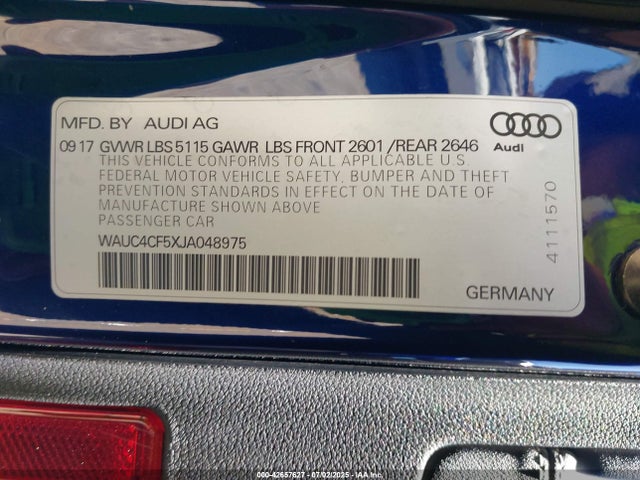 MFD. BY AUDI AG
09 17 GVWR LBS 5115 GAWR LBS FRONT 2601 /REAR 2646
Audi
THIS VEHICLE CONFORMS TO ALL APPLICABLE U.S.
FEDERAL MOTOR VEHICLE SAFETY, BUMPER AND THEFT
PREVENTION STANDARDS IN EFFECT ON THE DATE OF
MANUFACTURE SHOWN ABOVE
PASSENGER CAR
WAUC4CF5XJA048975
4111570
GERMANY
000-42657627 - 07/02/2025 - IAA Inc.